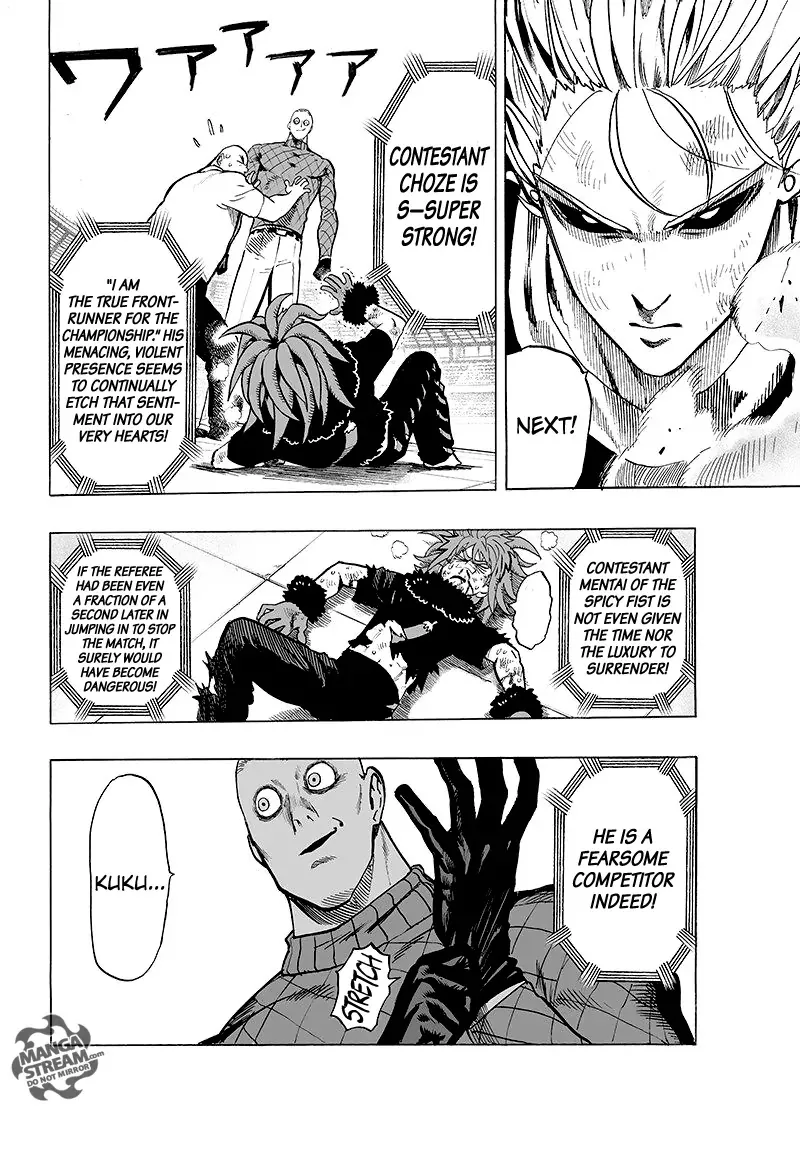 NEXT!
ワァアアア
CONTESTANT
CHOZE IS
S-SUPER
STRONG!
"I AM
THE TRUE FRONT-
RUNNER FOR THE
CHAMPIONSHIP." HIS
MENACING, VIOLENT
PRESENCE SEEMS
TO CONTINUALLY
ETCH THAT SENTI-
MENT INTO OUR
VERY HEARTS!
CONTESTANT
MENTAI OF THE
SPICY FIST IS
NOT EVEN GIVEN
THE TIME NOR
THE LUXURY TO
SURRENDER!
IF THE REFEREE
HAD BEEN EVEN
A FRACTION OF A
SECOND LATER IN
JUMPING IN TO STOP
THE MATCH, IT
SURELY WOULD
HAVE BECOME
DANGEROUS!
HE IS A
FEARSOME
COMPETITOR
INDEED!
STRETCH
KUKU...
MANGA
STREAM.com
DO NOT MIRROR